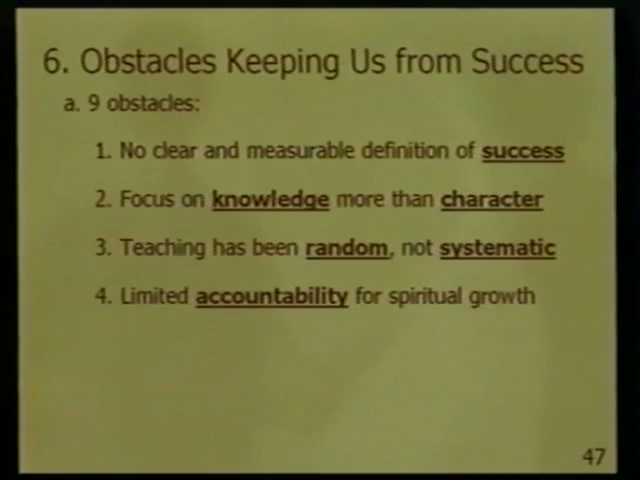 6. Obstacles Keeping Us from Success
a. 9 obstacles:
1. No clear and measurable definition of success
2. Focus on knowledge more than character
3. Teaching has been random, not systematic
4. Limited accountability for spiritual growth
47